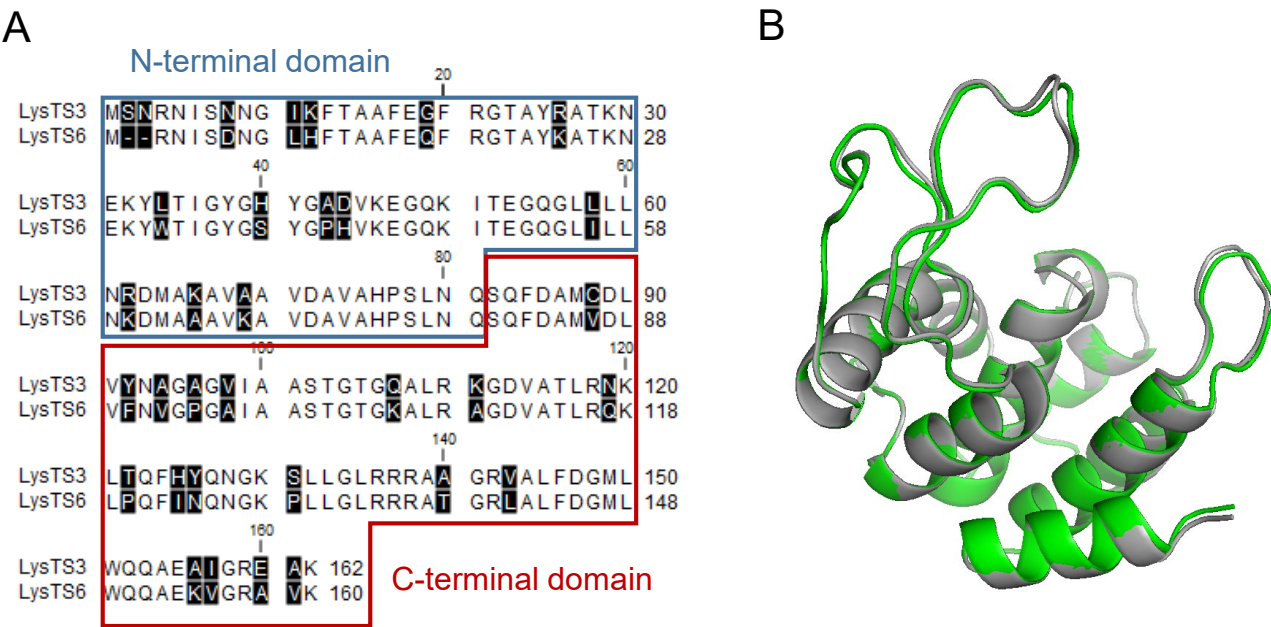 A
B
N-terminal domain
20
LysTS3 MSNRNISNNG IKFTAAFEGF RGTAYRATKN 30
LysTS6 M--RNISDNG LHFTAAFEQF RGTAYKATKN 28
40 60
LysTS3 EKYLTIGYGH YGADVKEGQK ITEGQGLLLL 60
LysTS6 EKYWTIGYGS YGPHVKEGQK ITEGQGLILL 58
80
LysTS3 NRDMAKAVAA VDAVAHPSLN QSQFDAMCDL 90
LysTS6 NKDMAAAVKA VDAVAHPSLN QSQFDAMVDL 88
100 120
LysTS3 VYNAGAGVIA ASTGTGQALR KGDVATLRNK 120
LysTS6 VFNVGPGAIA ASTGTGKALR AGDVATLRQK 118
140
LysTS3 LTQFHYQNGK SLLGLRRRAA GRVALFDGML 150
LysTS6 LPQFINQNGK PLLGLRRRAT GRLALFDGML 148
160
LysTS3 WQQAEAIGRE AK 162
LysTS6 WQQAEKVGRA VK 160
C-terminal domain